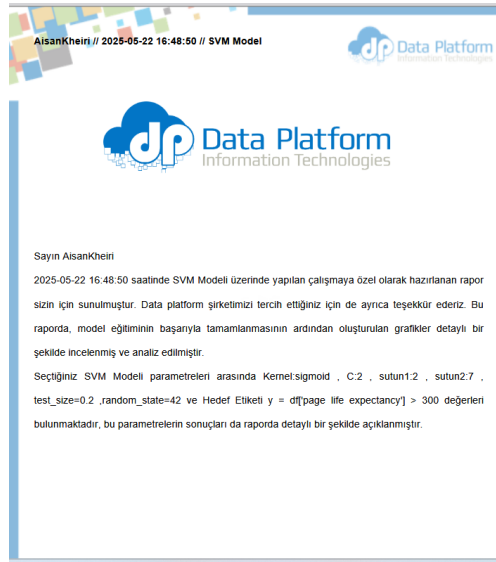 AisanKheiri // 2025-05-22 16:48:50 // SVM Model
dp Data Platform
Information Technologies
dp Data Platform
Information Technologies
Sayın AisanKheiri
2025-05-22 16:48:50 saatinde SVM Modeli üzerinde yapılan çalışmaya özel olarak hazırlanan rapor
sizin için sunulmuştur. Data platform şirketimizi tercih ettiğiniz için de ayrıca teşekkür ederiz. Bu
raporda, model eğitiminin başarıyla tamamlanmasının ardından oluşturulan grafikler detaylı bir
şekilde incelenmiş ve analiz edilmiştir.
Seçtiğiniz SVM Modeli parametreleri arasında Kernel:sigmoid , C:2 , sutun1:2 , sutun2:7 ,
test_size=0.2 ,random_state=42 ve Hedef Etiketi y = df['page life expectancy'] > 300 değerleri
bulunmaktadır, bu parametrelerin sonuçları da raporda detaylı bir şekilde açıklanmıştır.